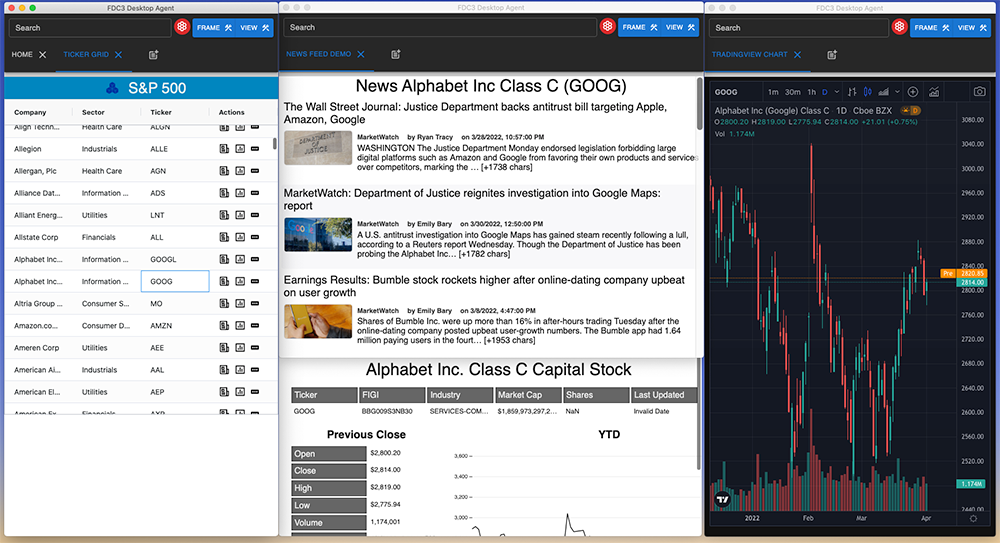 FDC3 Desktop Agent
Search
FRAME VIEW
HOME TICKER GRID
S&P 500
Company Sector Ticker Actions
Align Techn... Health Care ALGN
Allegion Industrials ALLE
Allergan, Plc Health Care AGN
Alliance Dat... Information ... ADS
Alliant Energ... Utilities LNT
Allstate Corp Financials ALL
Alphabet Inc... Information ... GOOGL
Alphabet Inc... Information ... GOOG
Altria Group ... Consumer S... MO
Amazon.co... Consumer D... AMZN
Ameren Corp Utilities AEE
American Ai... Industrials AAL
American El... Utilities AEP
American Ex... Financials AXP
FDC3 Desktop Agent
Search
FRAME VIEW
NEWS FEED DEMO
News Alphabet Inc Class C (GOOG)
The Wall Street Journal: Justice Department backs antitrust bill targeting Apple,
Amazon, Google
DEPARTMENT
OF JUSTICE
MarketWatch by Ryan Tracy on 3/28/2022, 10:57:00 PM
WASHINGTON The Justice Department Monday endorsed legislation forbidding large
digital platforms such as Amazon and Google from favoring their own products and services
over competitors, marking the … [+1738 chars]
MarketWatch: Department of Justice reignites investigation into Google Maps:
report
MarketWatch by Emily Bary on 3/30/2022, 12:50:00 PM
A U.S. antitrust investigation into Google Maps has gained steam recently following a lull,
according to a Reuters report Wednesday. Though the Department of Justice has been
probing the Alphabet Inc… [+1782 chars]
Earnings Results: Bumble stock rockets higher after online-dating company upbeat
on user growth
MarketWatch by Emily Bary on 3/8/2022, 4:47:00 PM
Shares of Bumble Inc. were up more than 16% in after-hours trading Tuesday after the
online-dating company posted upbeat user-growth numbers. The Bumble app had 1.64
million paying users in the fourt… [+1953 chars]
Alphabet Inc. Class C Capital Stock
Ticker FIGI Industry Market Cap Shares Last Updated
GOOG BBG009S3NB30 SERVICES-COM... $1,859,973,297,2... NaN Invalid Date
Previous Close
Open $2,800.20
Close $2,814.00
High $2,819.00
Low $2,775.94
Volume 1,174,001
YTD
3,600
3,400
3,200
3,000
FDC3 Desktop Agent
Search
FRAME VIEW
TRADINGVIEW CHART
GOOG 1m 30m 1h D
Alphabet Inc (Google) Class C · 1D · Cboe BZX D
O2800.20 H2819.00 L2775.94 C2814.00 +21.01 (+0.75%)
Vol 1.174M
3080.00
3000.00
2960.00
2920.00
2880.00
2840.00
Pre 2820.85
2814.00
2800.00
2760.00
2720.00
2680.00
2640.00
2600.00
2560.00
2520.00
1.174M
2440.00
2022 Feb Mar Apr